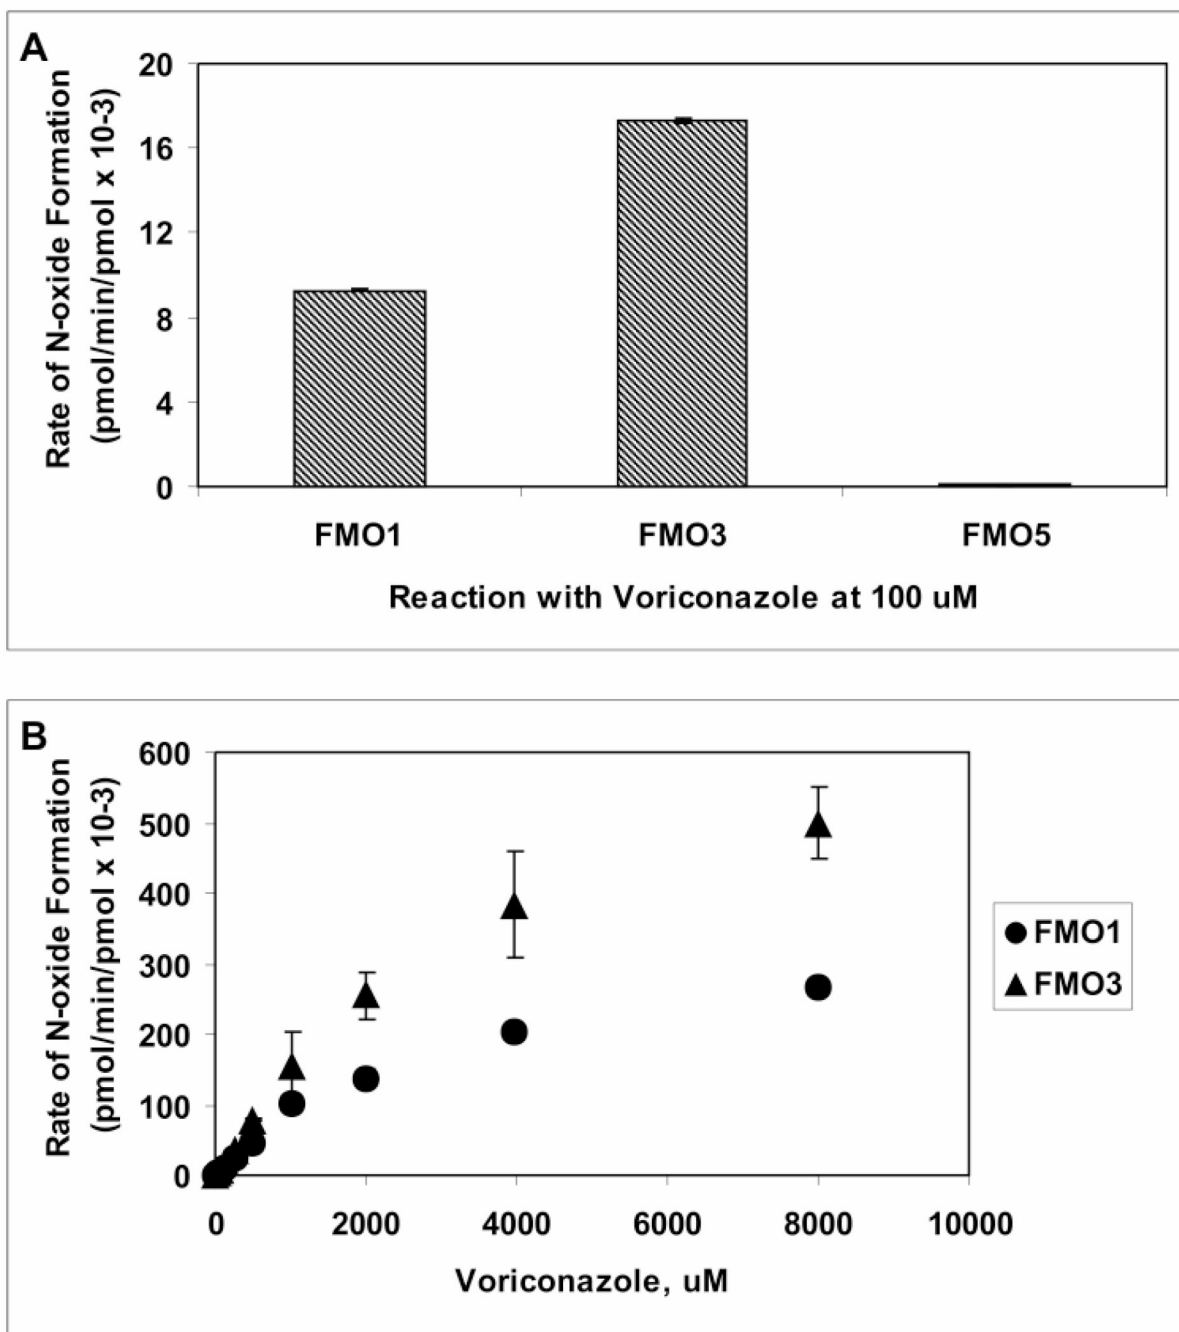 A
Rate of N-oxide Formation
(pmol/min/pmol x 10-3)
20
16
12
8
4
0
FMO1 FMO3 FMO5
Reaction with Voriconazole at 100 uM
B
Rate of N-oxide Formation
(pmol/min/pmol x 10-3)
600
500
400
300
200
100
0
0 2000 4000 6000 8000 10000
Voriconazole, uM
FMO1
FMO3